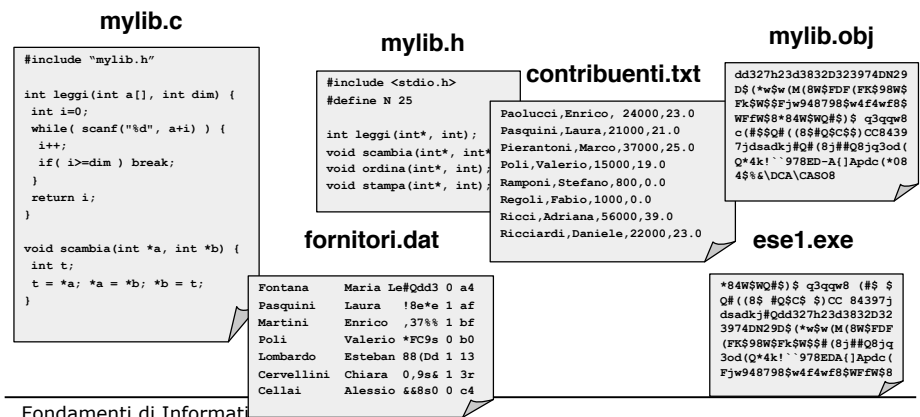 mylib.c
#include “mylib.h”
int leggi(int a[], int dim) {
int i=0;
while( scanf("%d", a+i) ) {
i++;
if( i>=dim ) break;
}
return i;
}
void scambia(int *a, int *b) {
int t;
t = *a; *a = *b; *b = t;
}
mylib.h
#include <stdio.h>
#define N 25
int leggi(int*, int);
void scambia(int*, int*
void ordina(int*, int);
void stampa(int*, int);
contribuenti.txt
Paolucci,Enrico, 24000,23.0
Pasquini,Laura,21000,21.0
Pierantoni,Marco,37000,25.0
Poli,Valerio,15000,19.0
Ramponi,Stefano,800,0.0
Regoli,Fabio,1000,0.0
Ricci,Adriana,56000,39.0
Ricciardi,Daniele,22000,23.0
mylib.obj
dd327h23d3832D323974DN29
D$(*w$w(M(8W$FDF(FK$98W$
Fk$W$$Fjw948798$w4f4wf8$
WFfW$8*84W$WQ#$)$ q3qqw8
c(#$$Q#((8$#Q$C$$)CC8439
7jdsadkj#Q#(8j##Q8jq3od(
Q*4k!``978ED-A{]Apdc(*08
4$%&\DCA\CASO8
fornitori.dat
Fontana Maria Le#Qdd3 0 a4
Pasquini Laura !8e*e 1 af
Martini Enrico ,37%% 1 bf
Poli Valerio *FC9s 0 b0
Lombardo Esteban 88(Dd 1 13
Cervellini Chiara 0,9s& 1 3r
Cellai Alessio &&8s0 0 c4
ese1.exe
*84W$WQ#$)$ q3qqw8 (#$ $
Q#((8$ #Q$C$ $)CC 84397j
dsadkj#Qdd327h23d3832D32
3974DN29D$(*w$w(M(8W$FDF
(FK$98W$Fk$W$$#(8j##Q8jq
3od(Q*4k!``978EDA{]Apdc(
Fjw948798$w4f4wf8$WFfW$8
Fondamenti di Informati